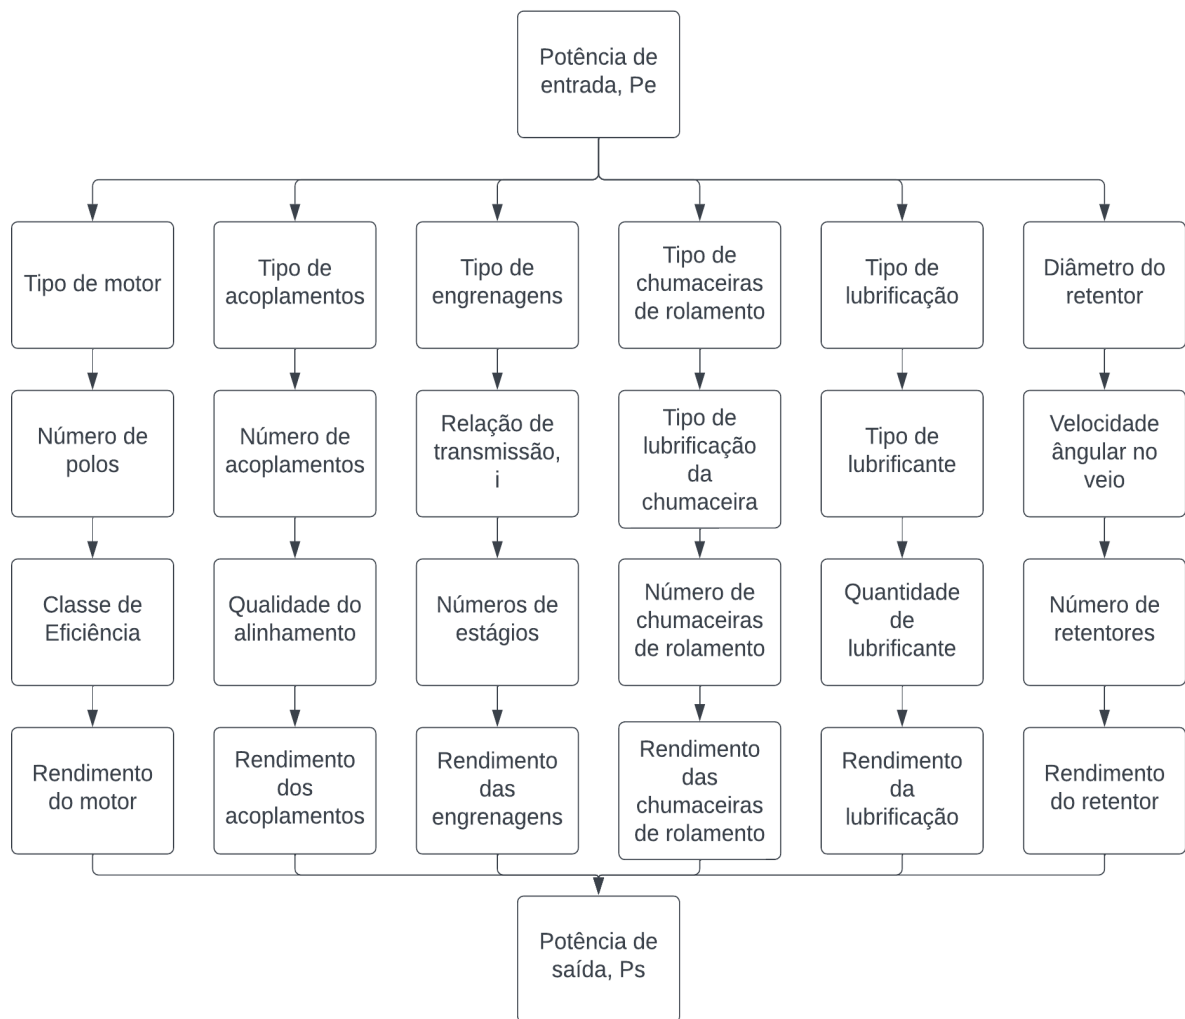 Potência de
entrada, Pe
Tipo de motor
Tipo de
acoplamentos
Tipo de
engrenagens
Tipo de
chumaceiras
de rolamento
Tipo de
lubrificação
Diâmetro do
retentor
Número de
polos
Número de
acoplamentos
Relação de
transmissão,
i
Tipo de
lubrificação
da
chumaceira
Tipo de
lubrificante
Velocidade
ângular no
veio
Classe de
Eficiência
Qualidade do
alinhamento
Números de
estágios
Número de
chumaceiras
de rolamento
Quantidade
de
lubrificante
Número de
retentores
Rendimento
do motor
Rendimento
dos
acoplamentos
Rendimento
das
engrenagens
Rendimento
das
chumaceiras
de rolamento
Rendimento
da
lubrificação
Rendimento
do retentor
Potência de
saída, Ps